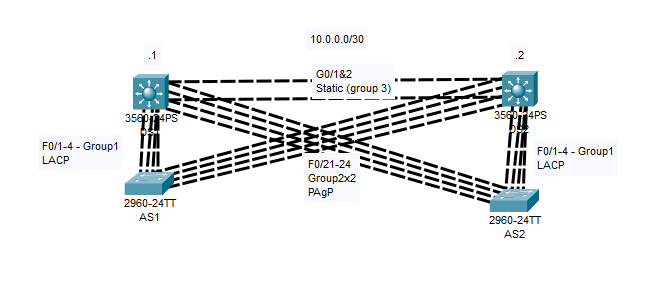 10.0.0.0/30
.1
.2
G0/1&2
Static (group 3)
3560-24PS
DS1
3560-24PS
DS2
F0/1-4 - Group1
LACP
F0/21-24
Group2x2
PAgP
F0/1-4 - Group1
LACP
2960-24TT
AS1
2960-24TT
AS2